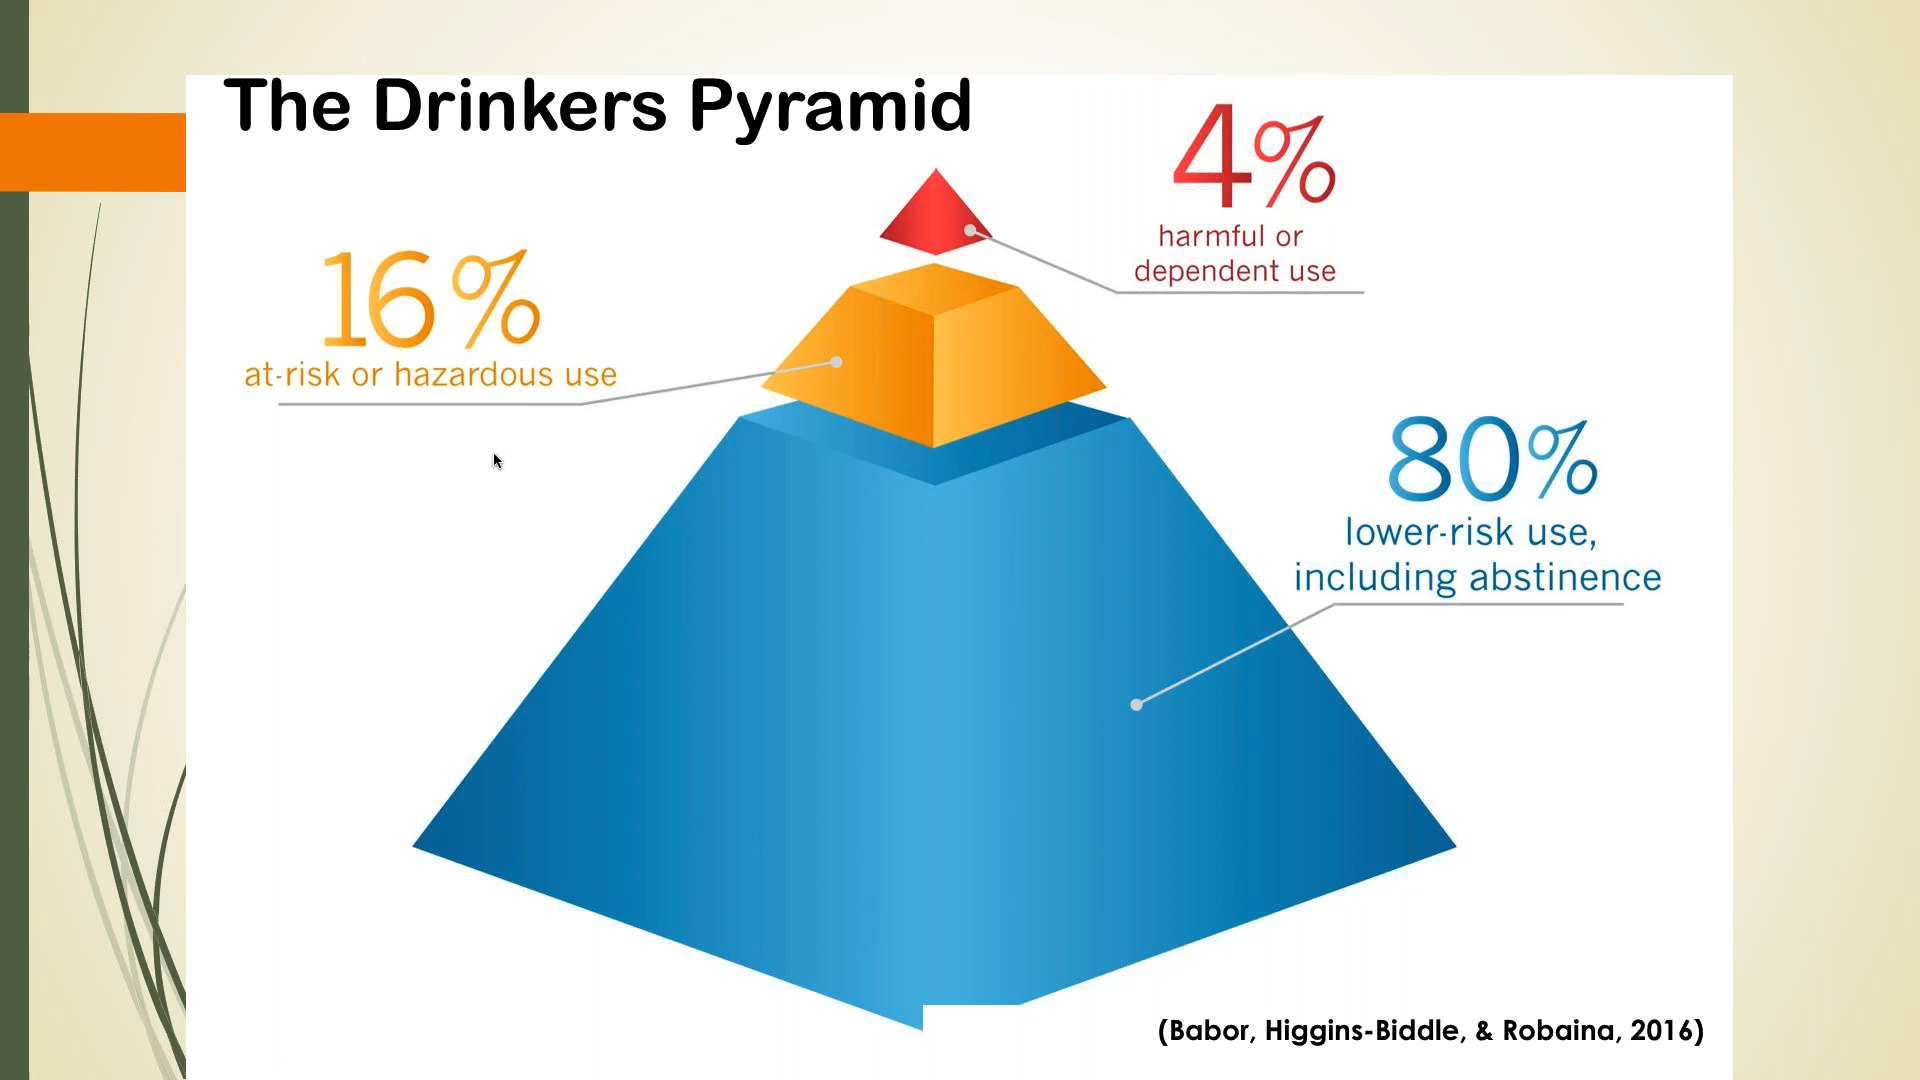 The Drinkers Pyramid
4%
harmful or
dependent use
16%
at-risk or hazardous use
80%
lower-risk use,
including abstinence
(Babor, Higgins-Biddle, & Robaina, 2016)